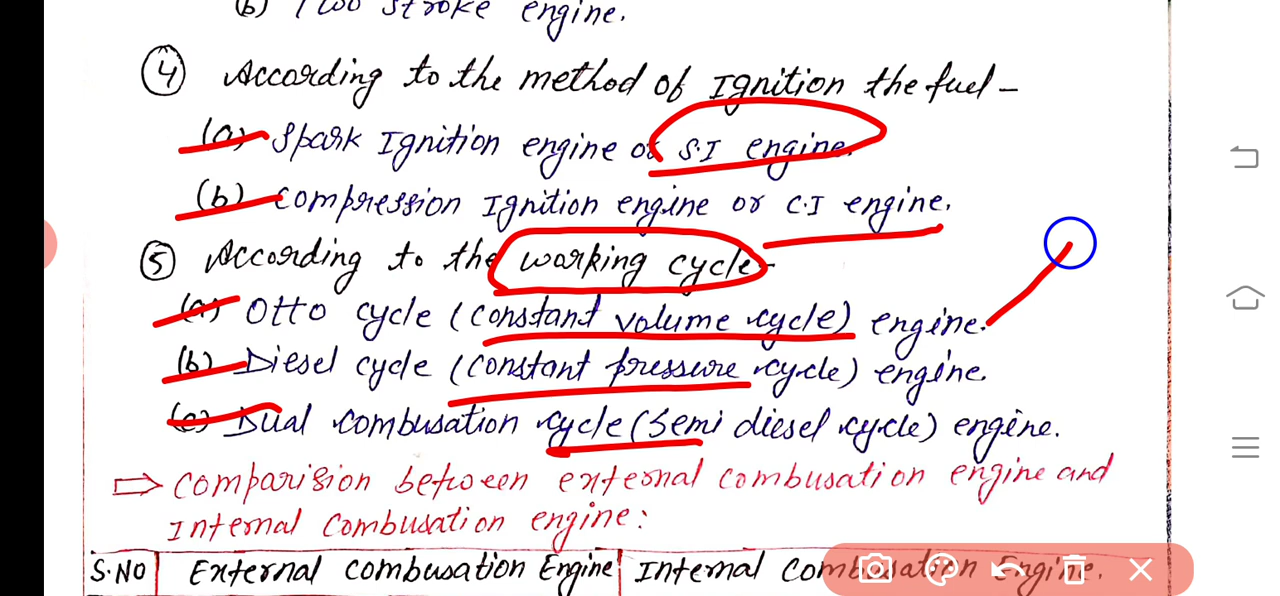 (b) Two stroke engine.
④ According to the method of Ignition the fuel –
(a) Spark Ignition engine or S.I engine.
(b) Compression Ignition engine or C.I engine.
⑤ According to the working cycle –
(a) Otto cycle (constant volume cycle) engine.
(b) Diesel cycle (constant pressure cycle) engine.
(c) Dual combusation cycle (Semi diesel cycle) engine.
⇒ Comparision between external combusation engine and
Internal Combusation engine:
S.NO External combusation Engine Internal Combusation Engine.